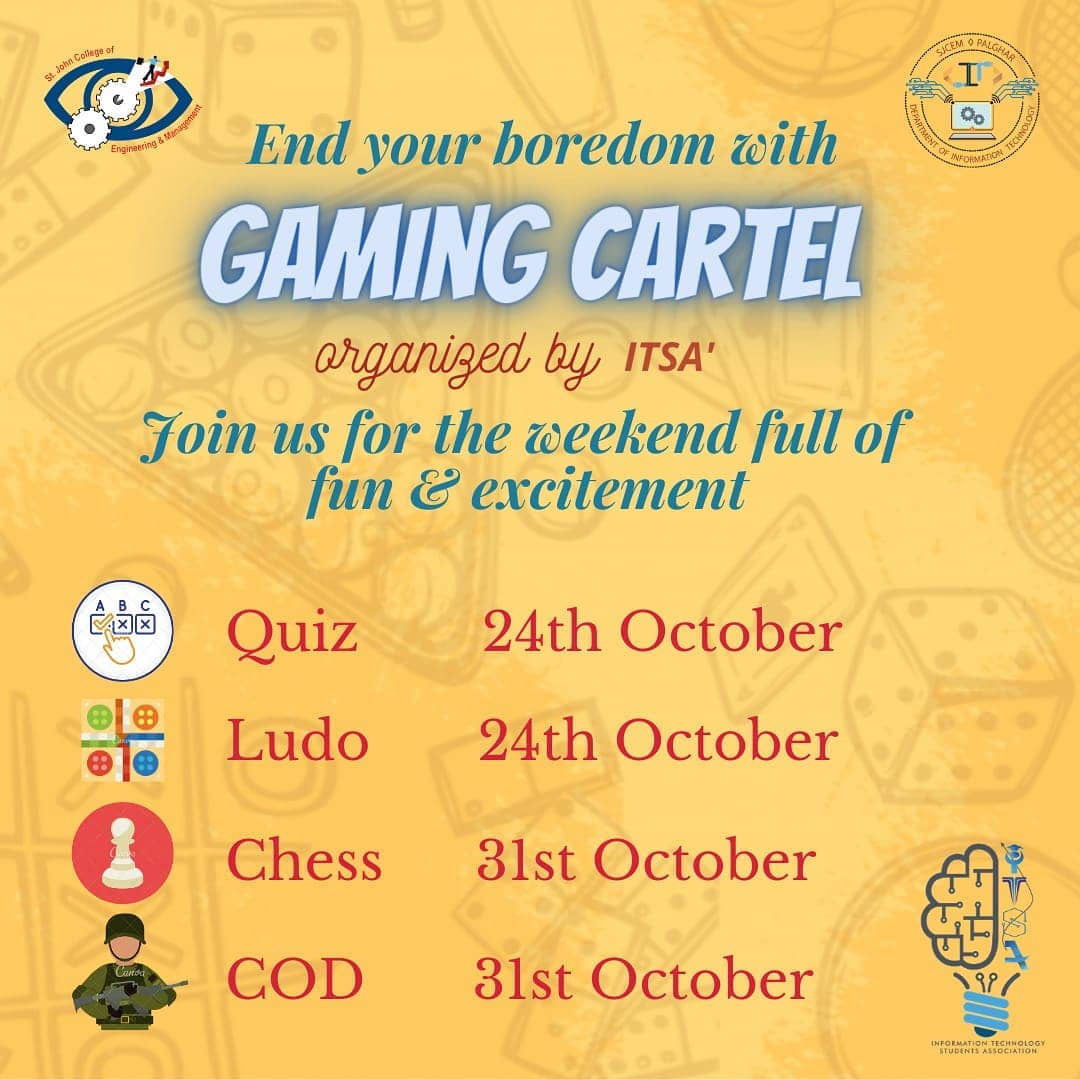 St. John College of
Engineering & Management
SJCEM PALGHAR
IT
DEPARTMENT OF INFORMATION TECHNOLOGY
End your boredom with
GAMING CARTEL
organized by ITSA'
Join us for the weekend full of
fun & excitement
A B C
Quiz 24th October
Ludo 24th October
Chess 31st October
Canva
COD 31st October
INFORMATION TECHNOLOGY
STUDENTS ASSOCIATION